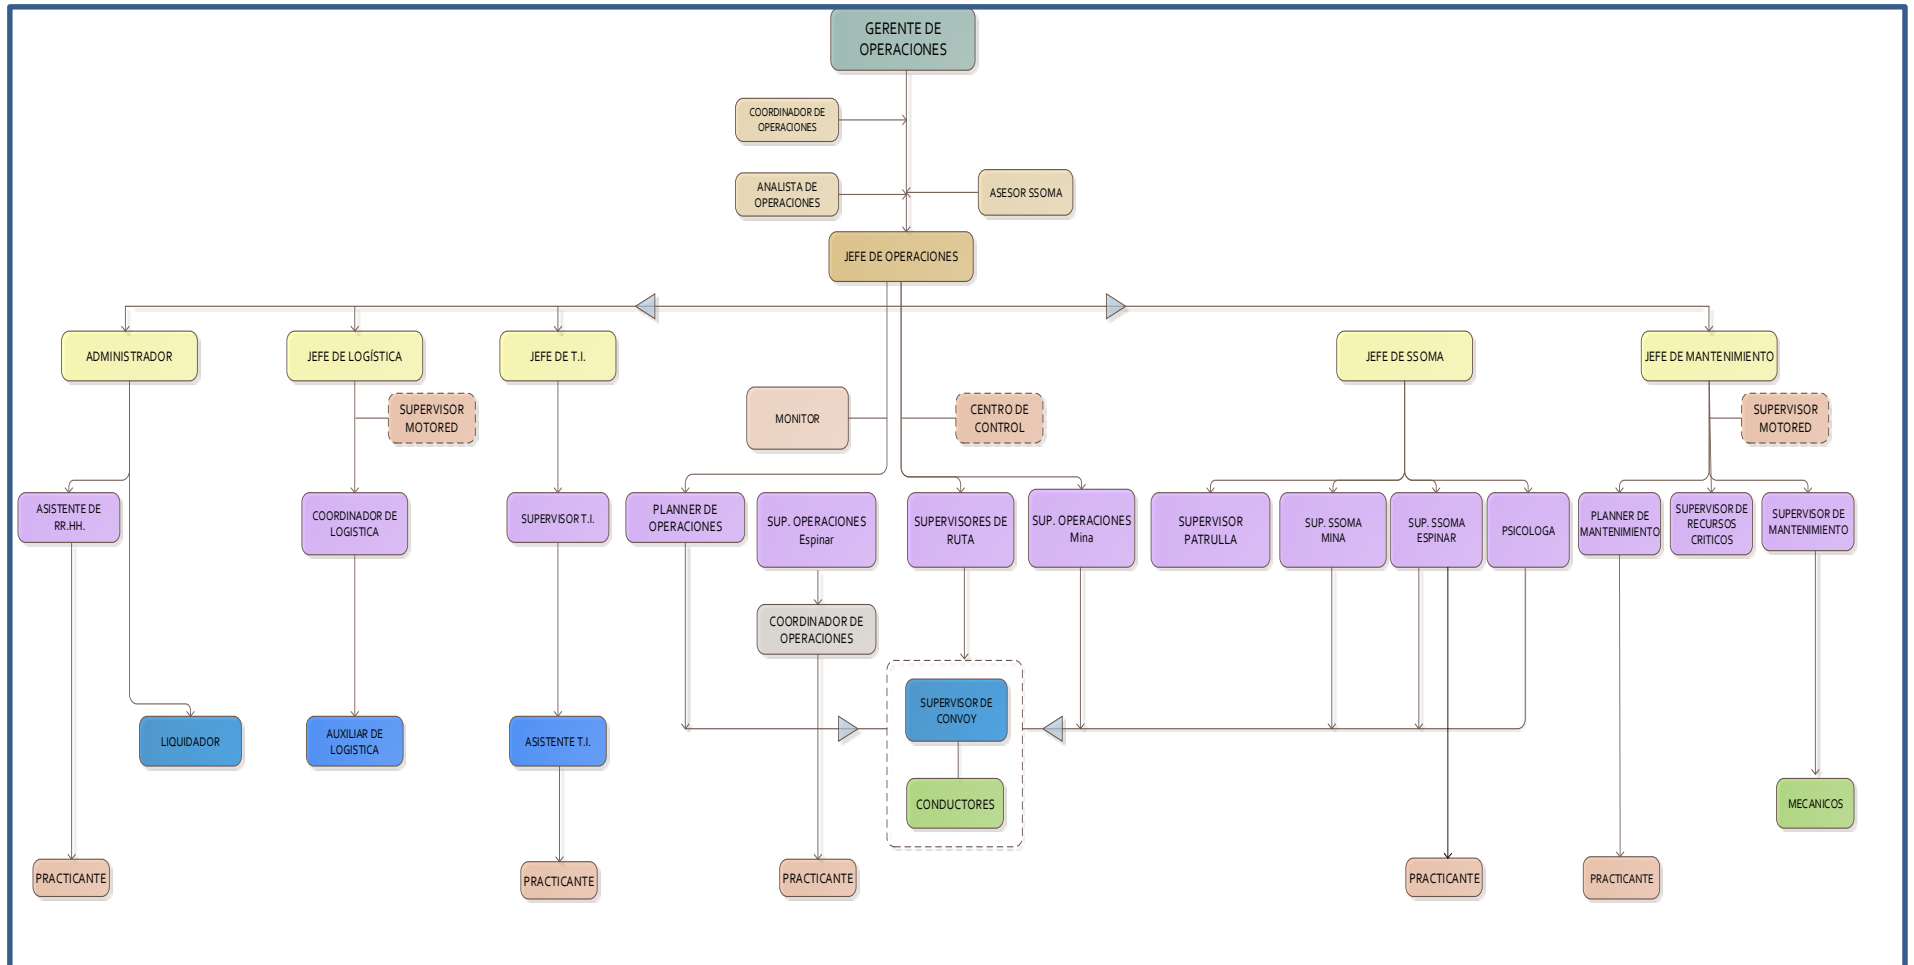 GERENTE DE
OPERACIONES
COORDINADOR DE
OPERACIONES
ANALISTA DE
OPERACIONES
ASESOR SSOMA
JEFE DE OPERACIONES
ADMINISTRADOR
JEFE DE LOGÍSTICA
JEFE DE T.I.
JEFE DE SSOMA
JEFE DE MANTENIMIENTO
SUPERVISOR
MOTORED
MONITOR
CENTRO DE
CONTROL
SUPERVISOR
MOTORED
ASISTENTE DE
RR.HH.
COORDINADOR DE
LOGISTICA
SUPERVISOR T.I.
PLANNER DE
OPERACIONES
SUP. OPERACIONES
Espinar
SUPERVISORES DE
RUTA
SUP. OPERACIONES
Mina
SUPERVISOR
PATRULLA
SUP. SSOMA
MINA
SUP. SSOMA
ESPINAR
PSICOLOGA
PLANNER DE
MANTENIMIENTO
SUPERVISOR DE
RECURSOS
CRITICOS
SUPERVISOR DE
MANTENIMIENTO
COORDINADOR DE
OPERACIONES
SUPERVISOR DE
CONVOY
LIQUIDADOR
AUXILIAR DE
LOGISTICA
ASISTENTE T.I.
CONDUCTORES
MECANICOS
PRACTICANTE
PRACTICANTE
PRACTICANTE
PRACTICANTE
PRACTICANTE